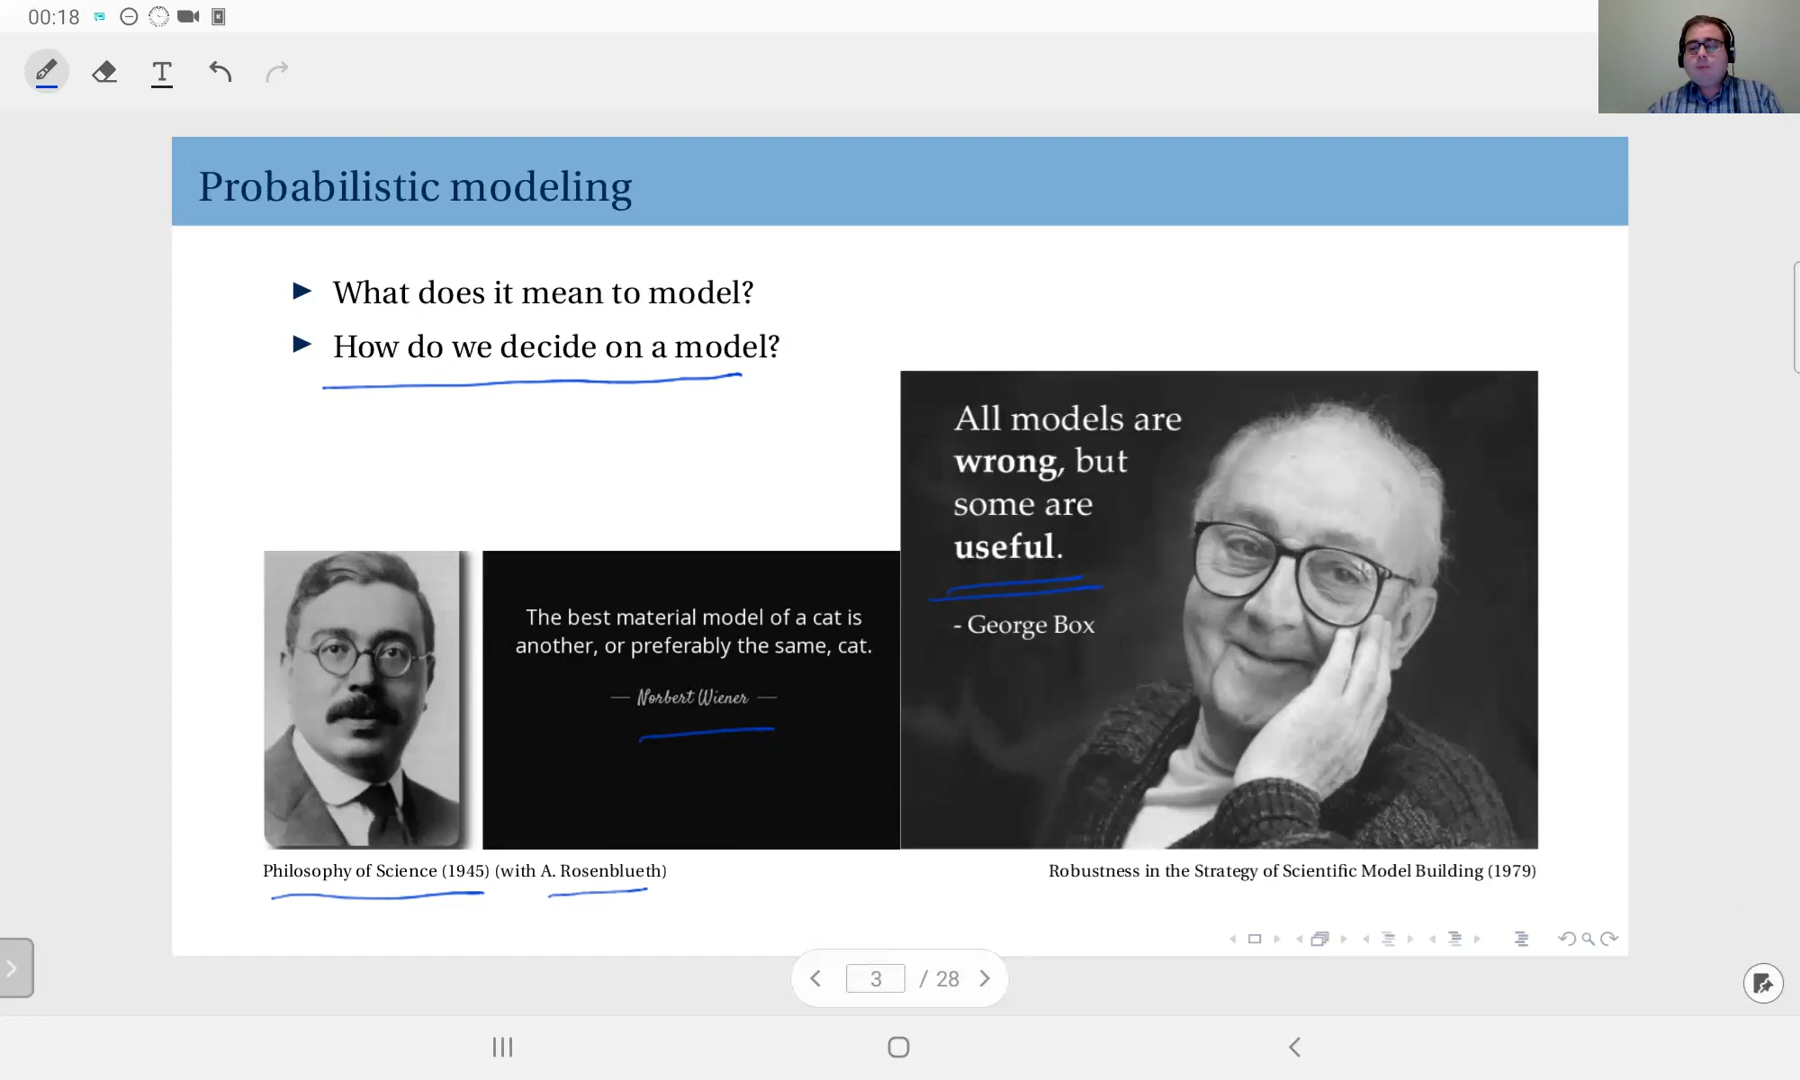 00:18
T
Probabilistic modeling
What does it mean to model?
How do we decide on a model?
All models are
wrong, but
some are
useful.
- George Box
The best material model of a cat is
another, or preferably the same, cat.
— Norbert Wiener —
Philosophy of Science (1945) (with A. Rosenblueth)
Robustness in the Strategy of Scientific Model Building (1979)
3 / 28